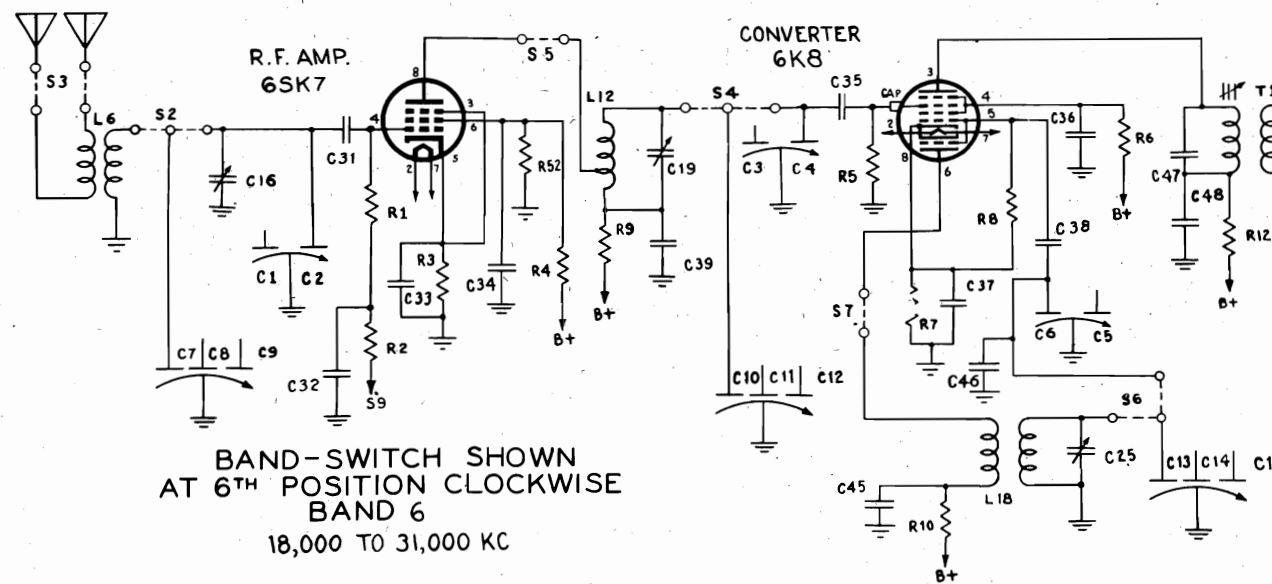 R.F. AMP.
6SK7
CONVERTER
6K8
S3
L6
S2
C16
C1
C2
C7
C8
C9
C31
R1
C32
R2
S9
8
4
3
6
5
2
7
C33
R3
C34
R52
R4
B+
S5
L12
C19
R9
B+
C39
S4
C3
C4
C10
C11
C12
C35
R5
CAP
3
4
5
2
7
8
6
C36
R6
B+
R8
C38
C37
R7
S7
C46
C6
C5
S6
L18
C25
C13
C14
C1
C45
R10
B+
C47
C48
R12
B+
BAND-SWITCH SHOWN
AT 6TH POSITION CLOCKWISE
BAND 6
18,000 TO 31,000 KC